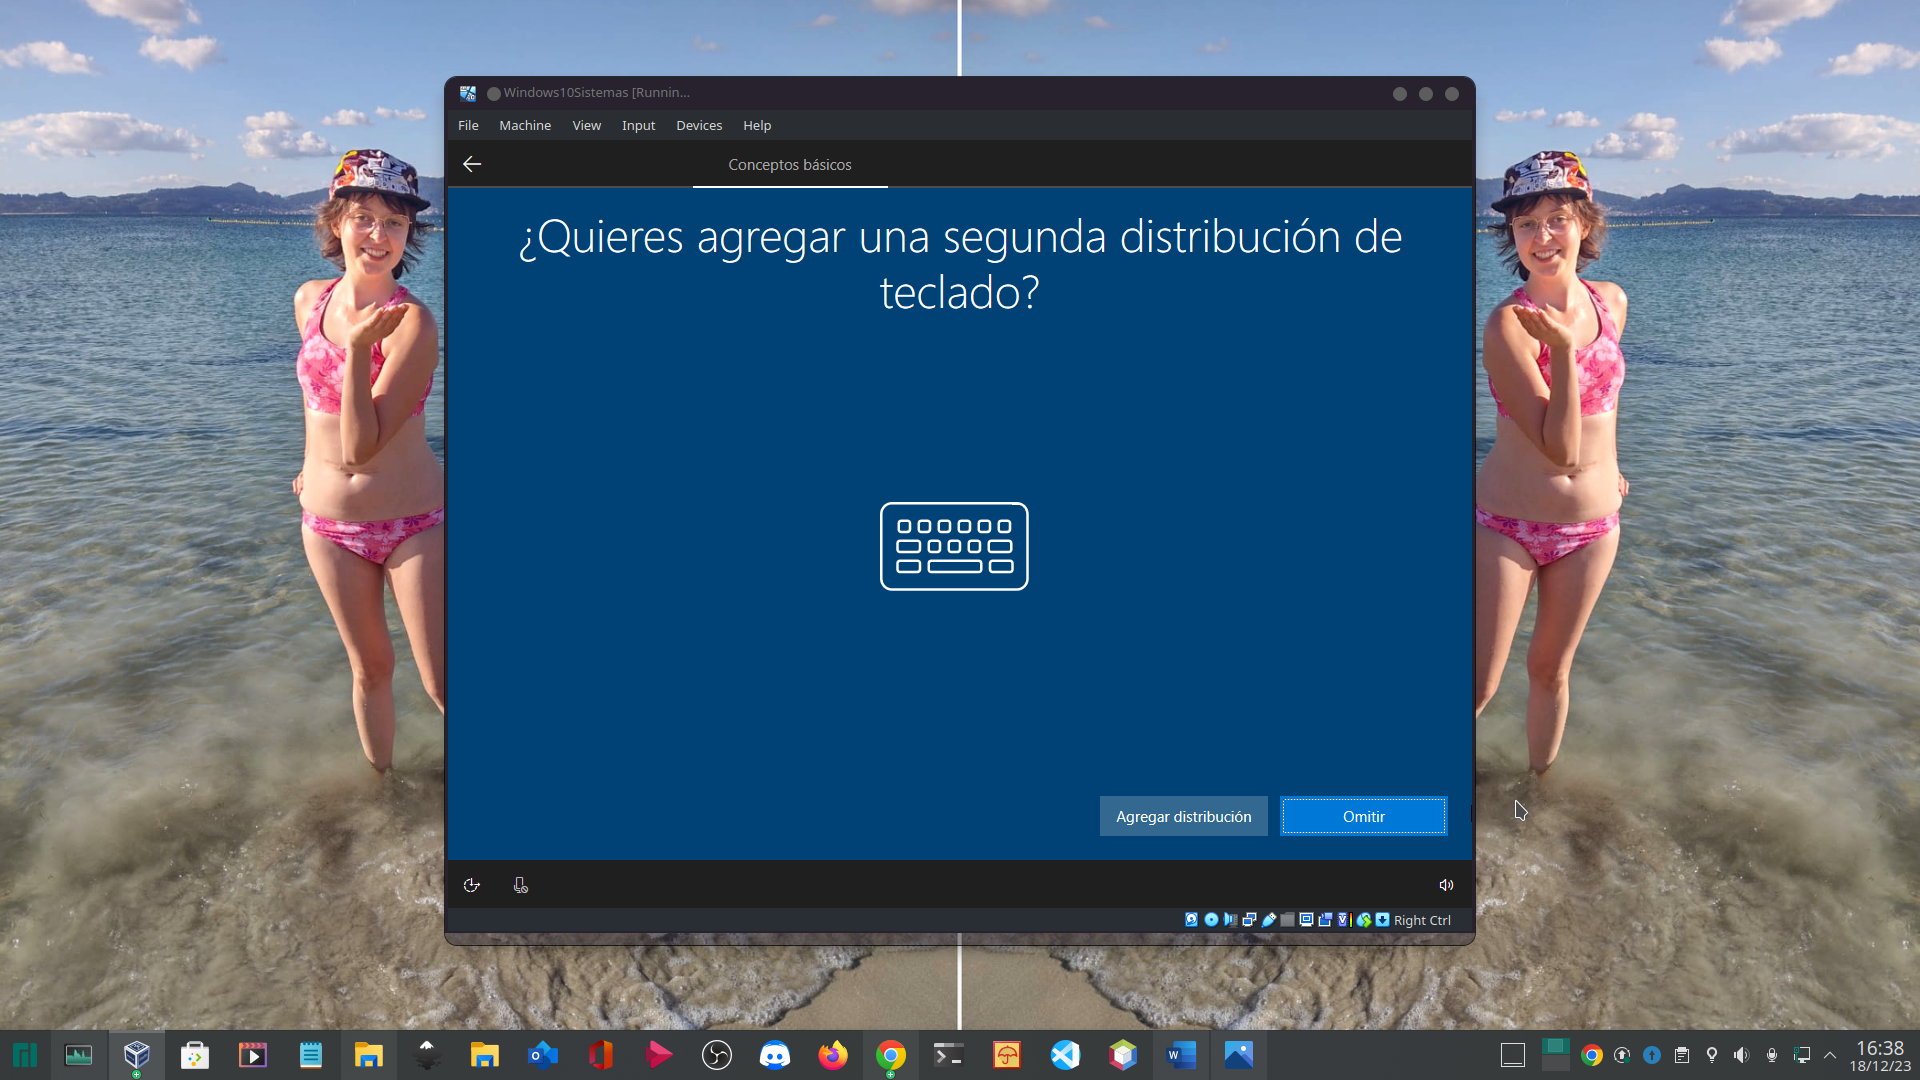 Windows10Sistemas [Runnin...
File Machine View Input Devices Help
Conceptos básicos
¿Quieres agregar una segunda distribución de
teclado?
Agregar distribución Omitir
Right Ctrl
16:38
18/12/23